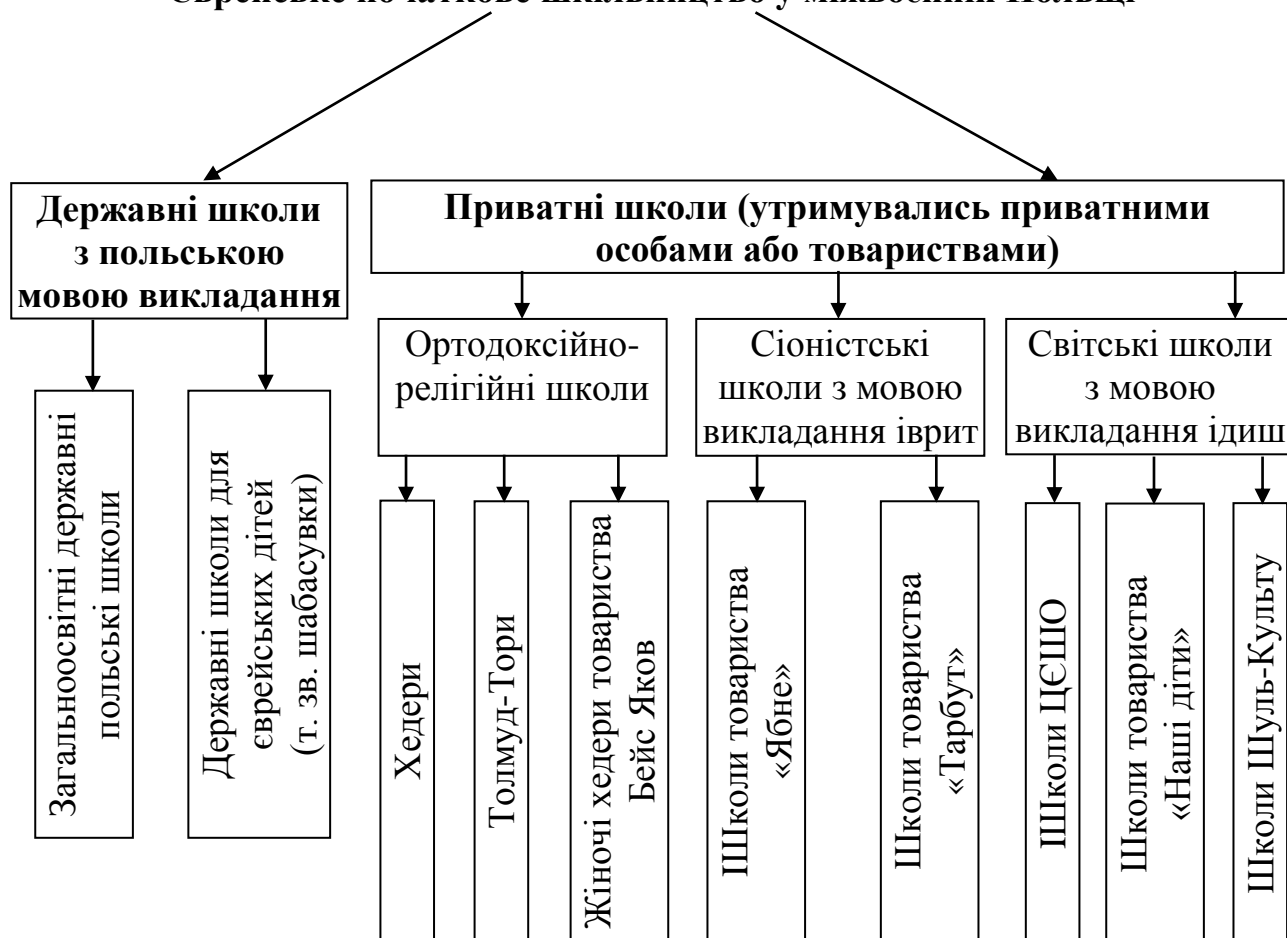 Єврейське початкове шкільництво у міжвоєнній Польщі
Державні школи
з польською
мовою викладання
Приватні школи (утримувались приватними
особами або товариствами)
Ортодоксійно-
релігійні школи
Сіоністські
школи з мовою
викладання іврит
Світські школи
з мовою
викладання ідиш
Загальноосвітні державні
польські школи
Державні школи для
єврейських дітей
(т. зв. шабасувки)
Хедери
Толмуд-Тори
Жіночі хедери товариства
Бейс Яков
ІШколи товариства
«Ябне»
Школи товариства
«Тарбут»
ІШколи ЦЄШО
Школи товариства
«Наші діти»
Школи Шуль-Культу